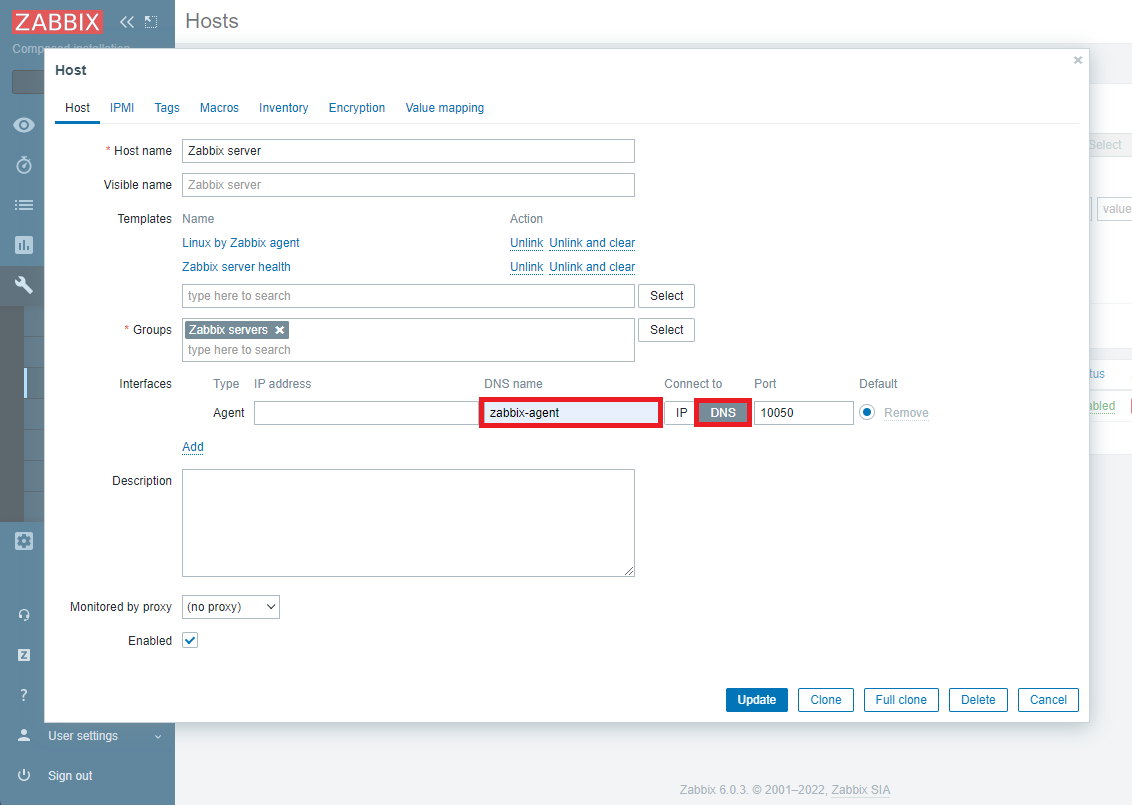 ZABBIX
Hosts
Host
Host IPMI Tags Macros Inventory Encryption Value mapping
* Host name Zabbix server
Select
Visible name Zabbix server
value
Templates Name Action
Linux by Zabbix agent Unlink Unlink and clear
Zabbix server health Unlink Unlink and clear
type here to search Select
* Groups Zabbix servers Select
type here to search
Interfaces Type IP address DNS name Connect to Port Default
Agent zabbix-agent IP DNS 10050 Remove
Add
Description
Monitored by proxy (no proxy)
Enabled
Update Clone Full clone Delete Cancel
User settings
Sign out
Zabbix 6.0.3. © 2001–2022, Zabbix SIA